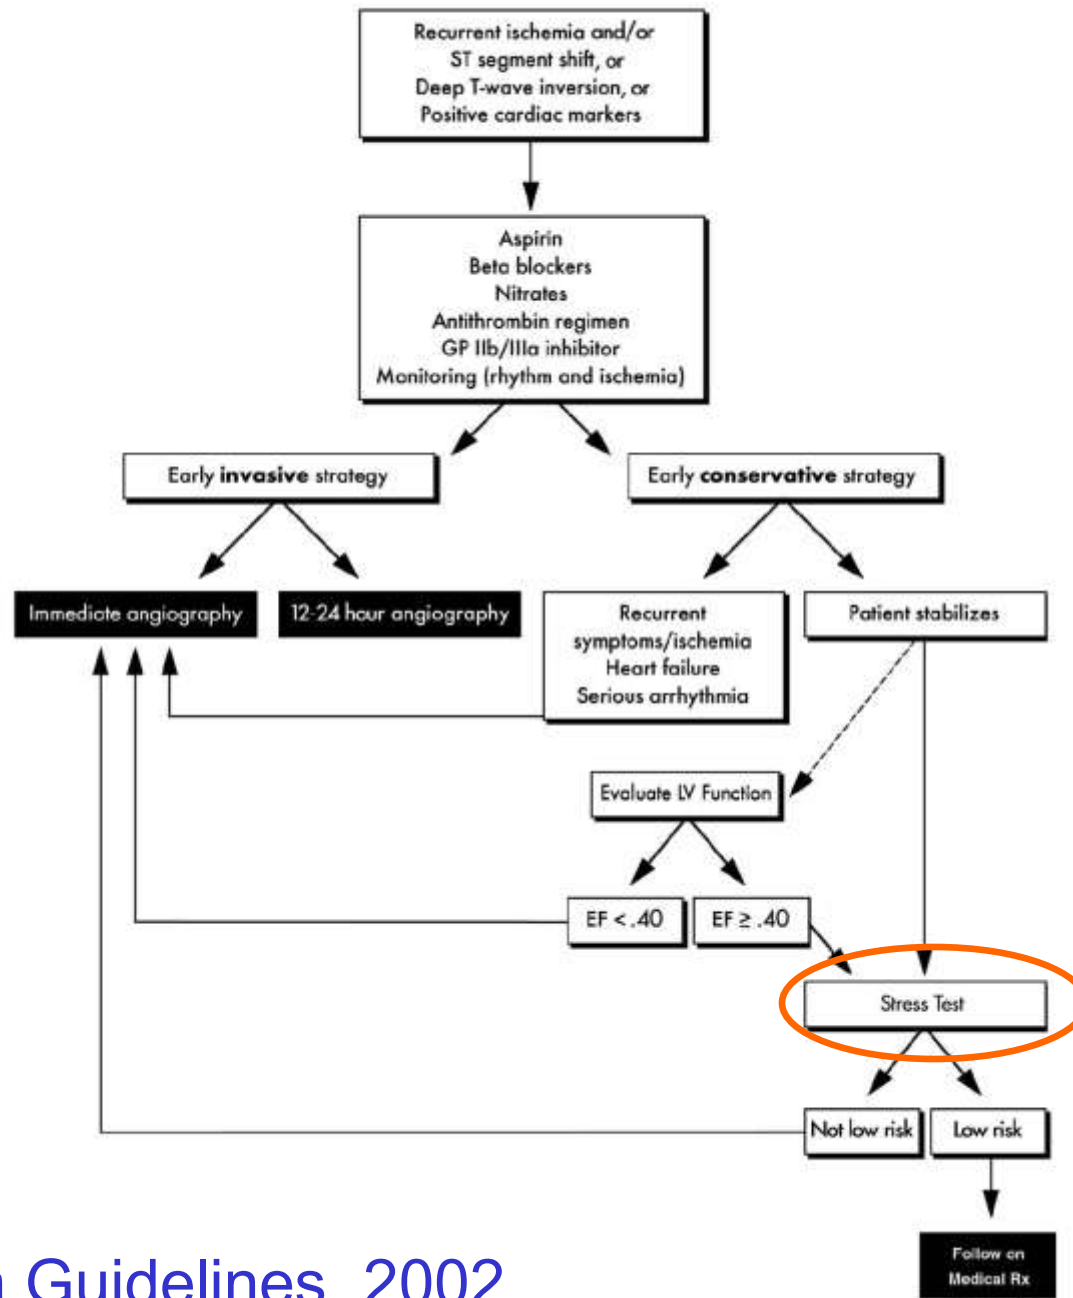 Recurrent ischemia and/or
ST segment shift, or
Deep T-wave inversion, or
Positive cardiac markers
Aspirin
Beta blockers
Nitrates
Antithrombin regimen
GP IIb/IIIa inhibitor
Monitoring (rhythm and ischemia)
Early invasive strategy
Early conservative strategy
Immediate angiography
12-24 hour angiography
Recurrent
symptoms/ischemia
Heart failure
Serious arrhythmia
Patient stabilizes
Evaluate LV Function
EF < .40
EF ≥ .40
Stress Test
Not low risk
Low risk
Follow on
Medical Rx
Guidelines, 2002